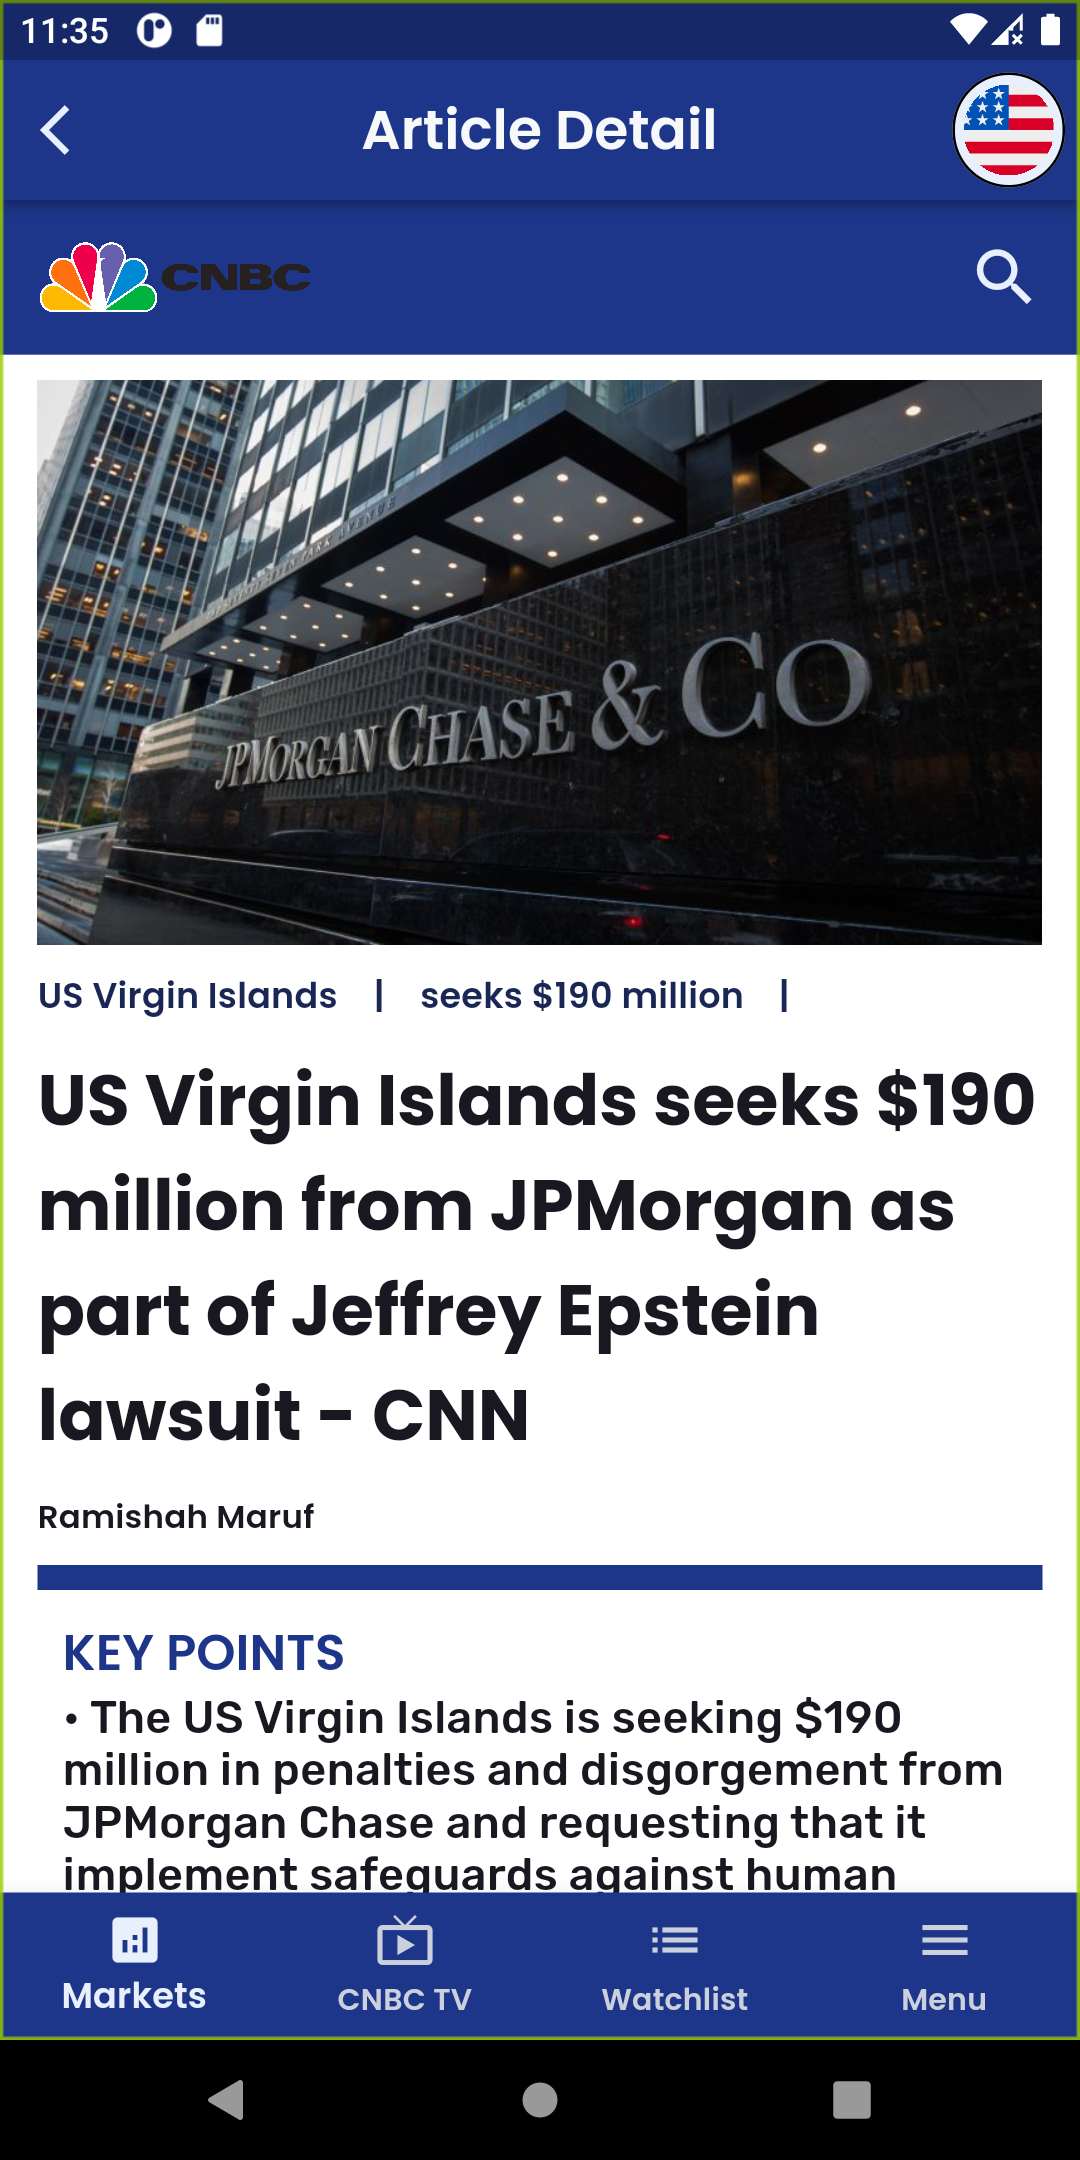 11:35
Article Detail
CNBC
JPMORGAN CHASE & CO
US Virgin Islands | seeks $190 million |
US Virgin Islands seeks $190
million from JPMorgan as
part of Jeffrey Epstein
lawsuit - CNN
Ramishah Maruf
KEY POINTS
• The US Virgin Islands is seeking $190
million in penalties and disgorgement from
JPMorgan Chase and requesting that it
implement safeguards against human
Markets
CNBC TV
Watchlist
Menu